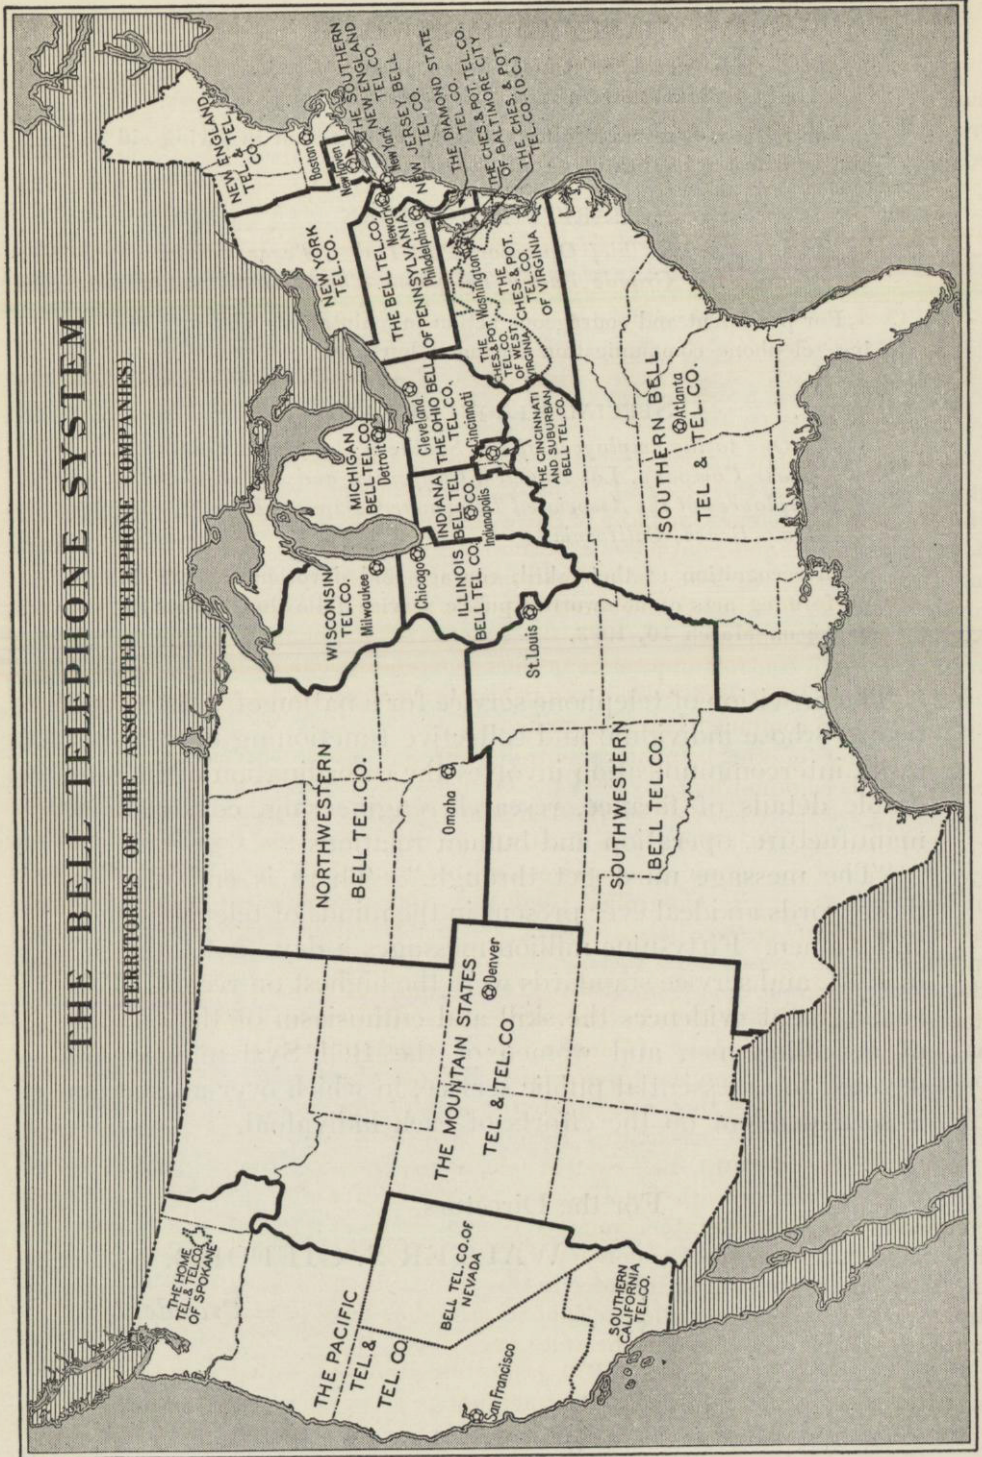 THE BELL TELEPHONE SYSTEM
(TERRITORIES OF THE ASSOCIATED TELEPHONE COMPANIES)
THE HOME
TEL. & TEL. CO.
OF SPOKANE
THE PACIFIC
TEL. &
TEL. CO.
San Francisco
BELL TEL. CO. OF
NEVADA
SOUTHERN
CALIFORNIA
TEL. CO.
THE MOUNTAIN STATES
TEL. & TEL. CO.
Denver
NORTHWESTERN
BELL TEL. CO.
Omaha
SOUTHWESTERN
BELL TEL. CO.
St. Louis
WISCONSIN
TEL. CO.
Milwaukee
Chicago
ILLINOIS
BELL TEL. CO.
MICHIGAN
BELL TEL. CO.
Detroit
INDIANA
BELL TEL.
CO.
Indianapolis
Cleveland
THE OHIO BELL
TEL. CO.
Cincinnati
THE CINCINNATI
AND SUBURBAN
BELL TEL. CO.
SOUTHERN BELL
TEL & TEL. CO.
Atlanta
NEW YORK
TEL. CO.
THE BELL TEL. CO.
OF PENNSYLVANIA
Philadelphia
Newark
Washington
THE
CHES. & POT.
TEL. CO.
OF WEST
VIRGINIA
THE
CHES. & POT.
TEL. CO.
OF VIRGINIA
NEW ENGLAND
TEL. & TEL.
CO.
Boston
New Haven
New York
THE SOUTHERN
NEW ENGLAND
TEL. CO.
NEW JERSEY BELL
TEL. CO.
THE DIAMOND STATE
TEL. CO.
THE CHES. & POT. TEL. CO.
OF BALTIMORE CITY
THE CHES. & POT.
TEL. CO. (D.C.)